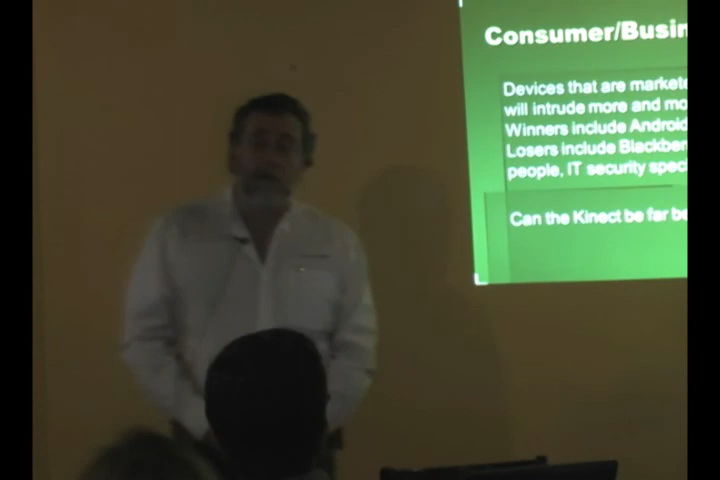 Consumer/Busin
Devices that are markete
will intrude more and mo
Winners include Android
Losers include Blackber
people, IT security spec
Can the Kinect be far be